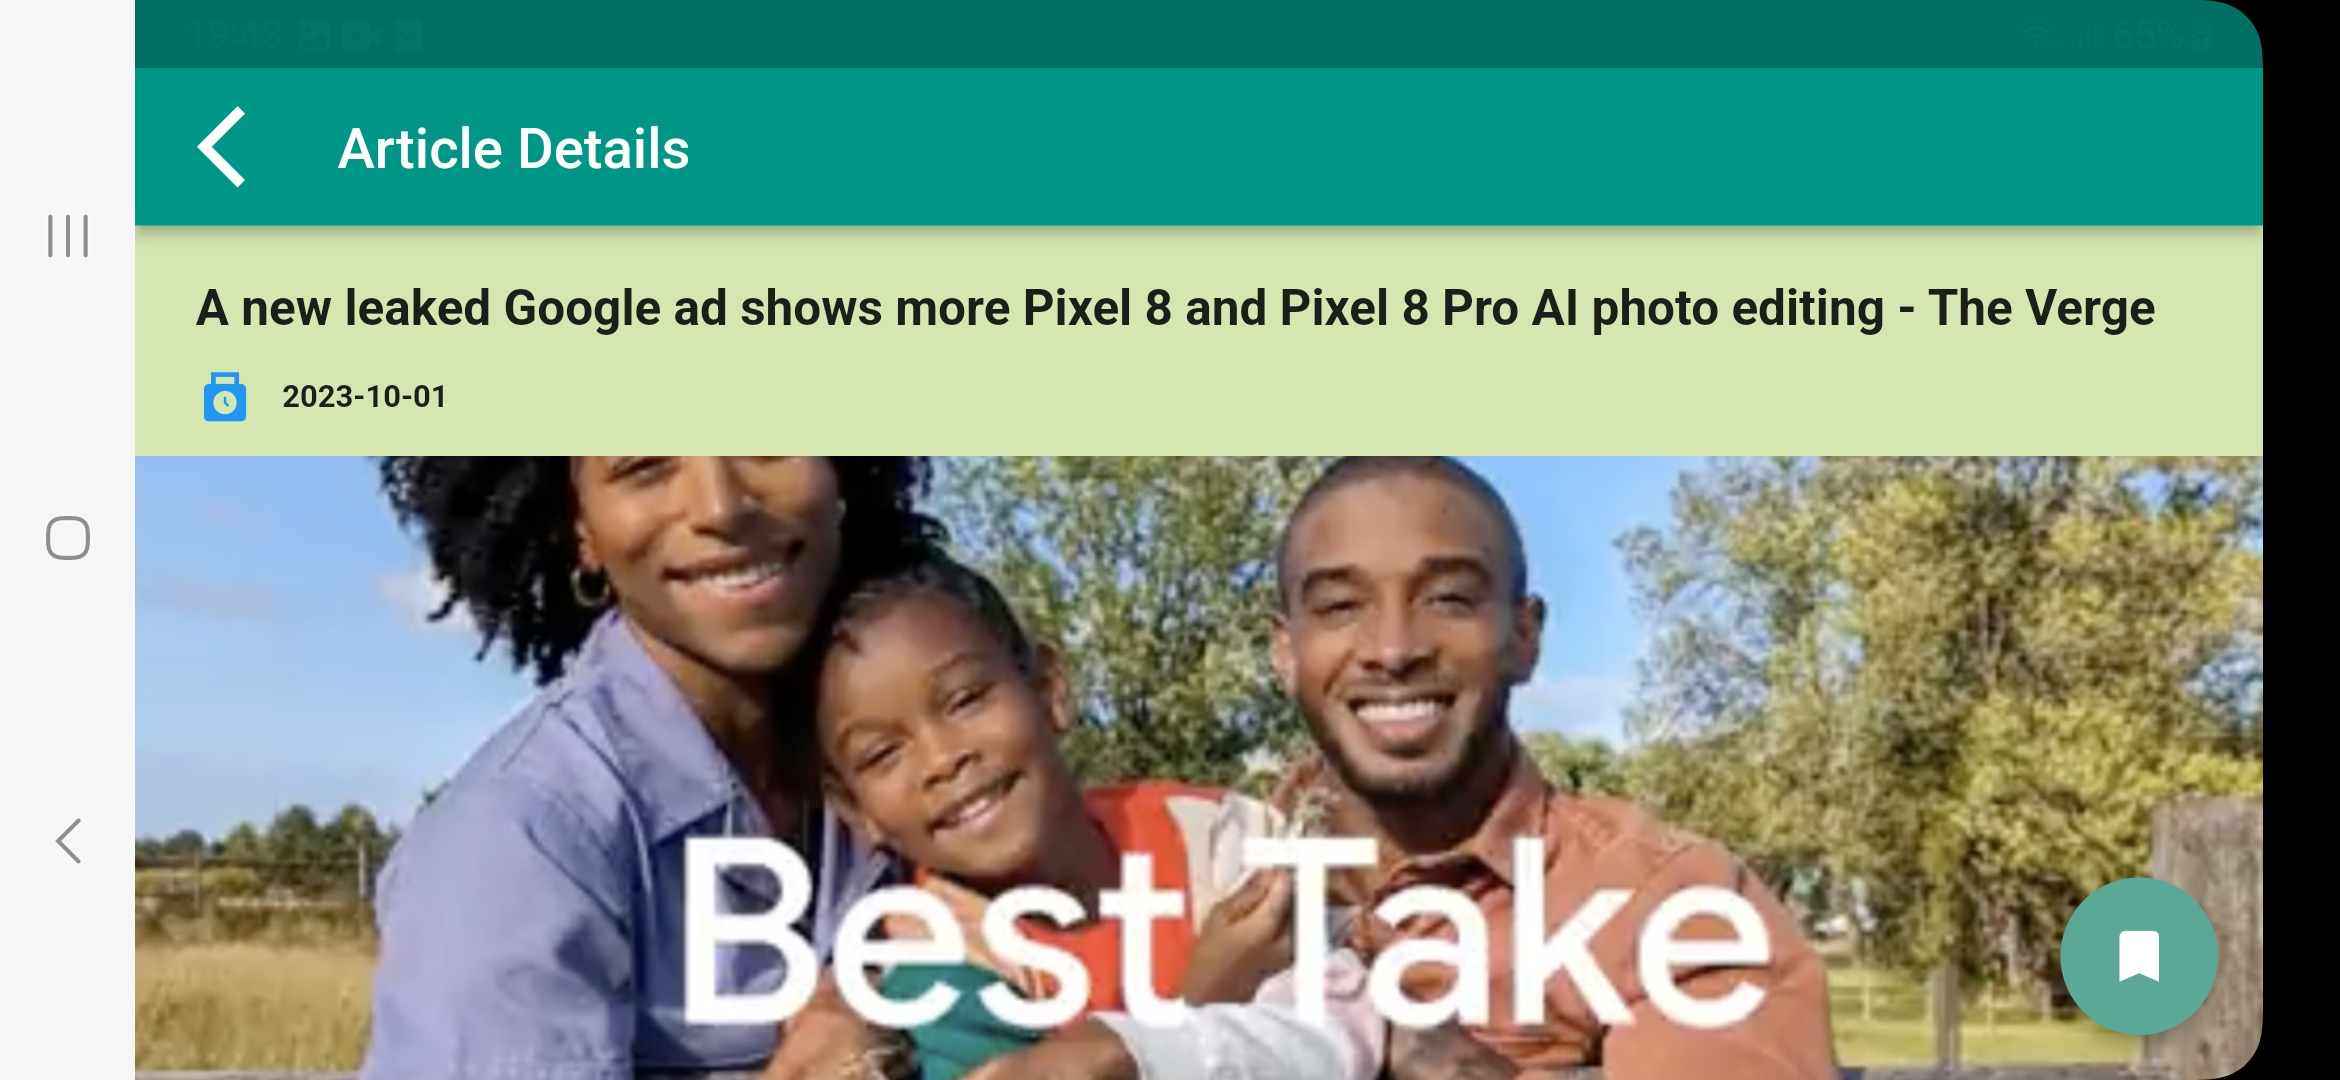 19:43 65%
Article Details
A new leaked Google ad shows more Pixel 8 and Pixel 8 Pro AI photo editing - The Verge
2023-10-01
Best Take